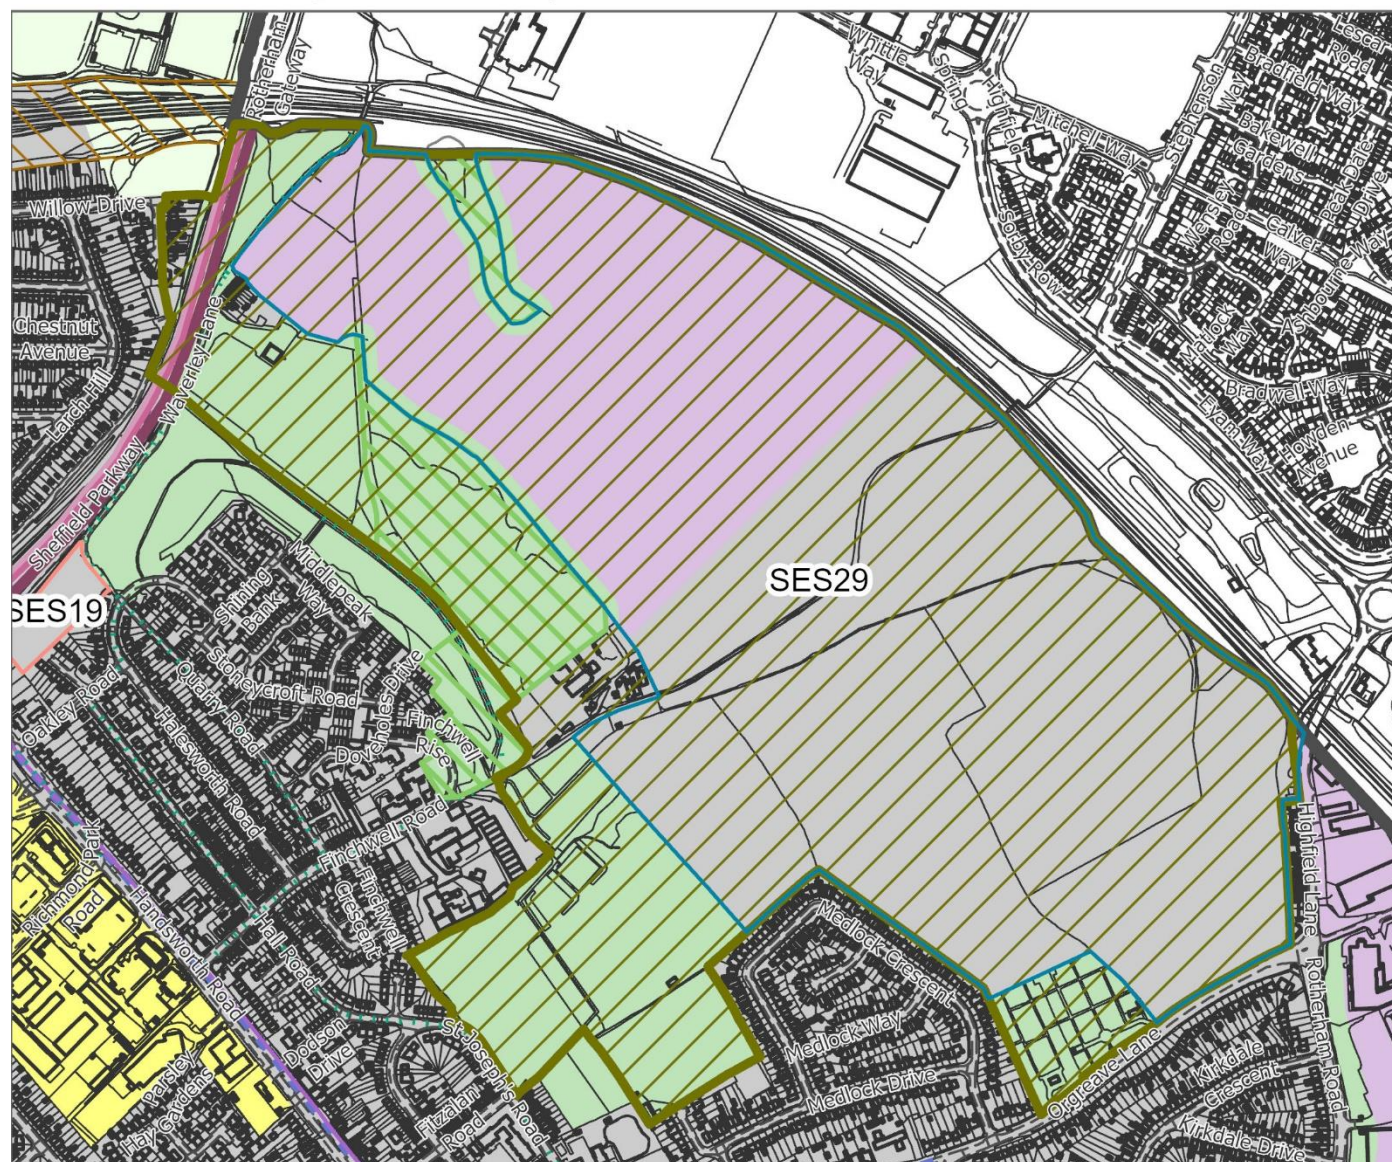 Rotherham
Gateway
Whittle
Way
Spring
Highfield
Mitchell Way
Stephenson
Way
Lescar
Road
Bradfield Way
Bakewell
Gardens
Peak Dale
Drive
Wessay
Road
Calver
Way
Ashbourne Way
Sorby Row
Matlock
Way
Bradwell Way
Lowden
Avenue
Eyam Way
Willow Drive
Chestnut
Avenue
Larch Hill
Waverley Lane
Sheffield Parkway
SES19
SES29
Shining
Bank
Middlepeak
Way
Stoneycroft Road
Doveholes Drive
Finchwell
Rise
Oakley Road
Quarry Road
Halesworth Road
Finchwell Road
Finchwell
Crescent
Richmond Park
Road
Handsworth Road
Hall Road
Dodson
Drive
Parsley
Hay Gardens
Fitzalan
Road
St Joseph's Road
Medlock Crescent
Medlock Way
Medlock Drive
Orgreave Lane
Highfield Lane
Rotherham Road
Kirkdale
Crescent
Kirkdale Drive